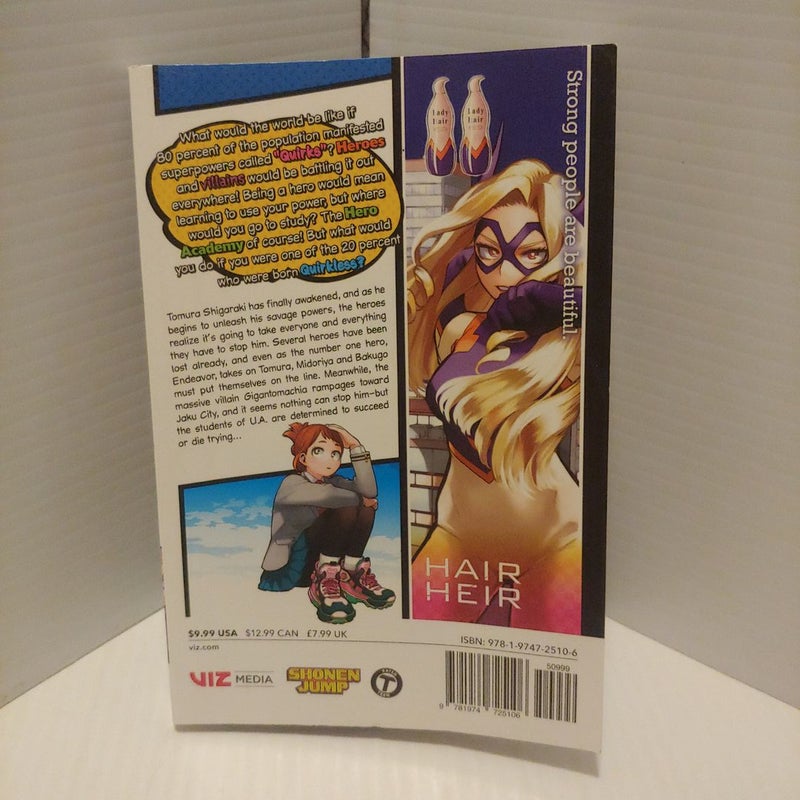 What would the world be like if
80 percent of the population manifested
superpowers called "Quirks"? Heroes
and villains would be battling it out
everywhere! Being a hero would mean
learning to use your power, but where
would you go to study? The Hero
Academy of course! But what would
you do if you were one of the 20 percent
who were born Quirkless?
Tomura Shigaraki has finally awakened, and as he
begins to unleash his savage powers, the heroes
realize it's going to take everyone and everything
they have to stop him. Several heroes have been
lost already, and even as the number one hero,
Endeavor, takes on Tomura, Midoriya and Bakugo
must put themselves on the line. Meanwhile, the
massive villain Gigantomachia rampages toward
Jaku City, and it seems nothing can stop him—but
the students of U.A. are determined to succeed
or die trying...
Lady
Hair
Lady
Hair
Strong people are beautiful.
HAIR
HEIR
$9.99 USA $12.99 CAN £7.99 UK
viz.com
ISBN: 978-1-9747-2510-6
VIZ MEDIA
SHONEN
JUMP
RATED
T
TEEN
50999
9 781974 725106